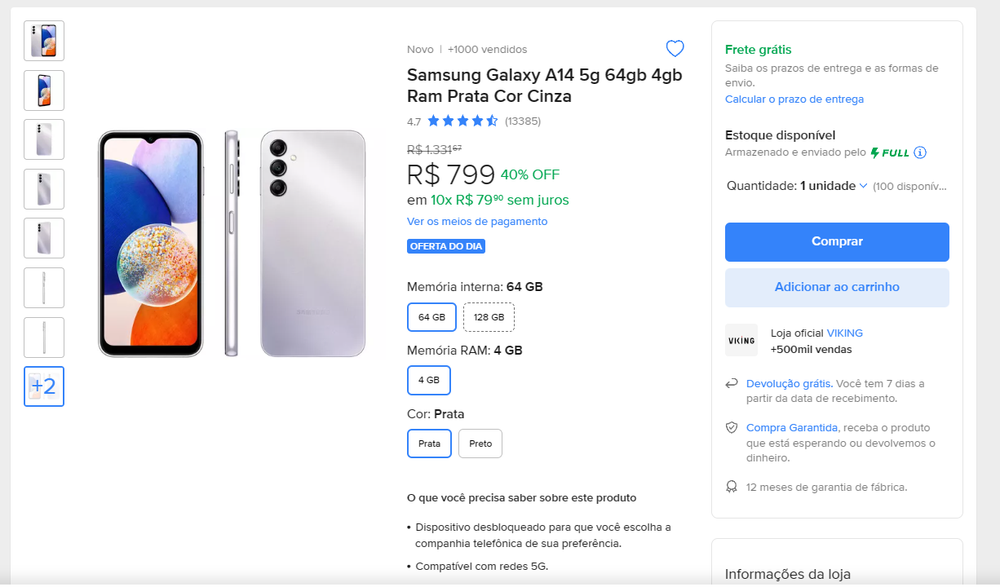 +2
Novo | +1000 vendidos
Samsung Galaxy A14 5g 64gb 4gb
Ram Prata Cor Cinza
4.7 (13385)
R$ 1.331 67
R$ 799 40% OFF
em 10x R$ 79 90 sem juros
Ver os meios de pagamento
OFERTA DO DIA
Memória interna: 64 GB
64 GB 128 GB
Memória RAM: 4 GB
4 GB
Cor: Prata
Prata Preto
O que você precisa saber sobre este produto
• Dispositivo desbloqueado para que você escolha a
companhia telefônica de sua preferência.
• Compatível com redes 5G.
Frete grátis
Saiba os prazos de entrega e as formas de
envio.
Calcular o prazo de entrega
Estoque disponível
Armazenado e enviado pelo FULL
Quantidade: 1 unidade (100 disponív...
Comprar
Adicionar ao carrinho
VIKING
Loja oficial VIKING
+500mil vendas
Devolução grátis. Você tem 7 dias a
partir da data de recebimento.
Compra Garantida, receba o produto
que está esperando ou devolvemos o
dinheiro.
12 meses de garantia de fábrica.
Informações da loja